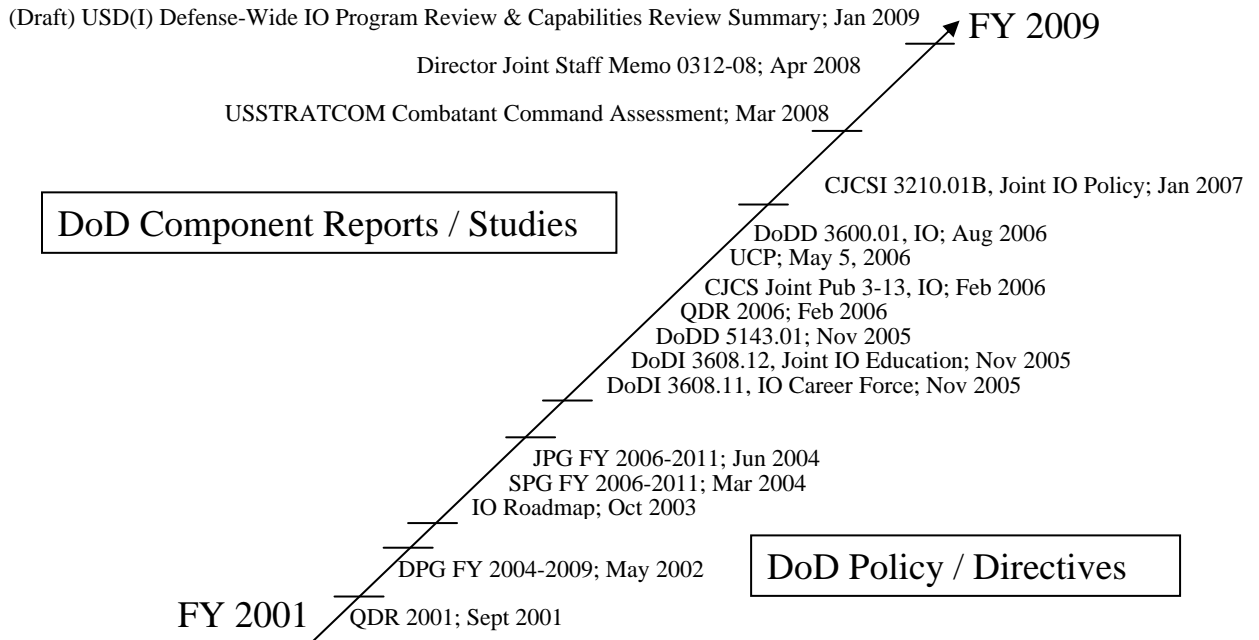 (Draft) USD(I) Defense-Wide IO Program Review & Capabilities Review Summary; Jan 2009
FY 2009
Director Joint Staff Memo 0312-08; Apr 2008
USSTRATCOM Combatant Command Assessment; Mar 2008
CJCSI 3210.01B, Joint IO Policy; Jan 2007
DoD Component Reports / Studies
DoDD 3600.01, IO; Aug 2006
UCP; May 5, 2006
CJCS Joint Pub 3-13, IO; Feb 2006
QDR 2006; Feb 2006
DoDD 5143.01; Nov 2005
DoDI 3608.12, Joint IO Education; Nov 2005
DoDI 3608.11, IO Career Force; Nov 2005
JPG FY 2006-2011; Jun 2004
SPG FY 2006-2011; Mar 2004
IO Roadmap; Oct 2003
DPG FY 2004-2009; May 2002
DoD Policy / Directives
FY 2001
QDR 2001; Sept 2001